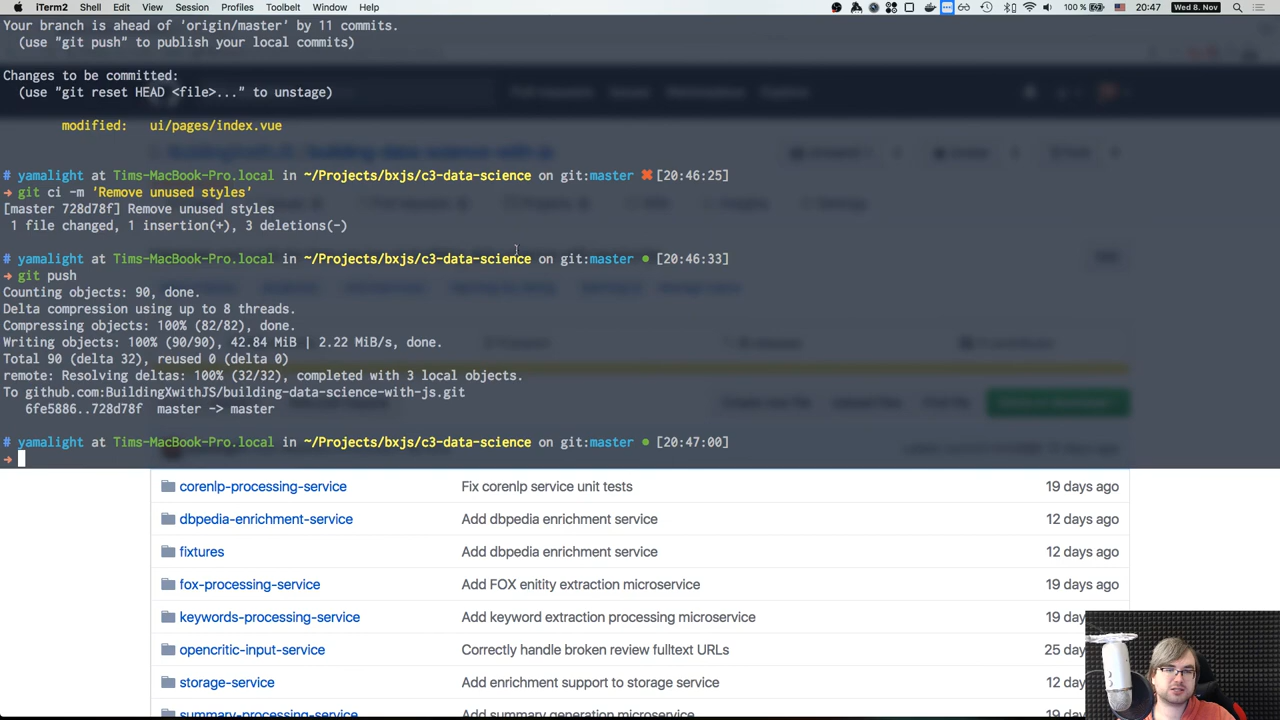 iTerm2 Shell Edit View Session Profiles Toolbelt Window Help 100 % 20:47 Wed 8. Nov
Your branch is ahead of 'origin/master' by 11 commits.
(use "git push" to publish your local commits)
Changes to be committed:
(use "git reset HEAD <file>..." to unstage)
modified: ui/pages/index.vue
# yamalight at Tims-MacBook-Pro.local in ~/Projects/bxjs/c3-data-science on git:master ✖ [20:46:25]
➜ git ci -m 'Remove unused styles'
[master 728d78f] Remove unused styles
1 file changed, 1 insertion(+), 3 deletions(-)
# yamalight at Tims-MacBook-Pro.local in ~/Projects/bxjs/c3-data-science on git:master ● [20:46:33]
➜ git push
Counting objects: 90, done.
Delta compression using up to 8 threads.
Compressing objects: 100% (82/82), done.
Writing objects: 100% (90/90), 42.84 MiB | 2.22 MiB/s, done.
Total 90 (delta 32), reused 0 (delta 0)
remote: Resolving deltas: 100% (32/32), completed with 3 local objects.
To github.com:BuildingXwithJS/building-data-science-with-js.git
6fe5886..728d78f master -> master
# yamalight at Tims-MacBook-Pro.local in ~/Projects/bxjs/c3-data-science on git:master ● [20:47:00]
➜
corenlp-processing-service Fix corenlp service unit tests 19 days ago
dbpedia-enrichment-service Add dbpedia enrichment service 12 days ago
fixtures Add dbpedia enrichment service 12 days ago
fox-processing-service Add FOX enitity extraction microservice 19 days ago
keywords-processing-service Add keyword extraction processing microservice
opencritic-input-service Correctly handle broken review fulltext URLs 25 da
storage-service Add enrichment support to storage service 12 da
summary-processing-service Add summary generation microservice